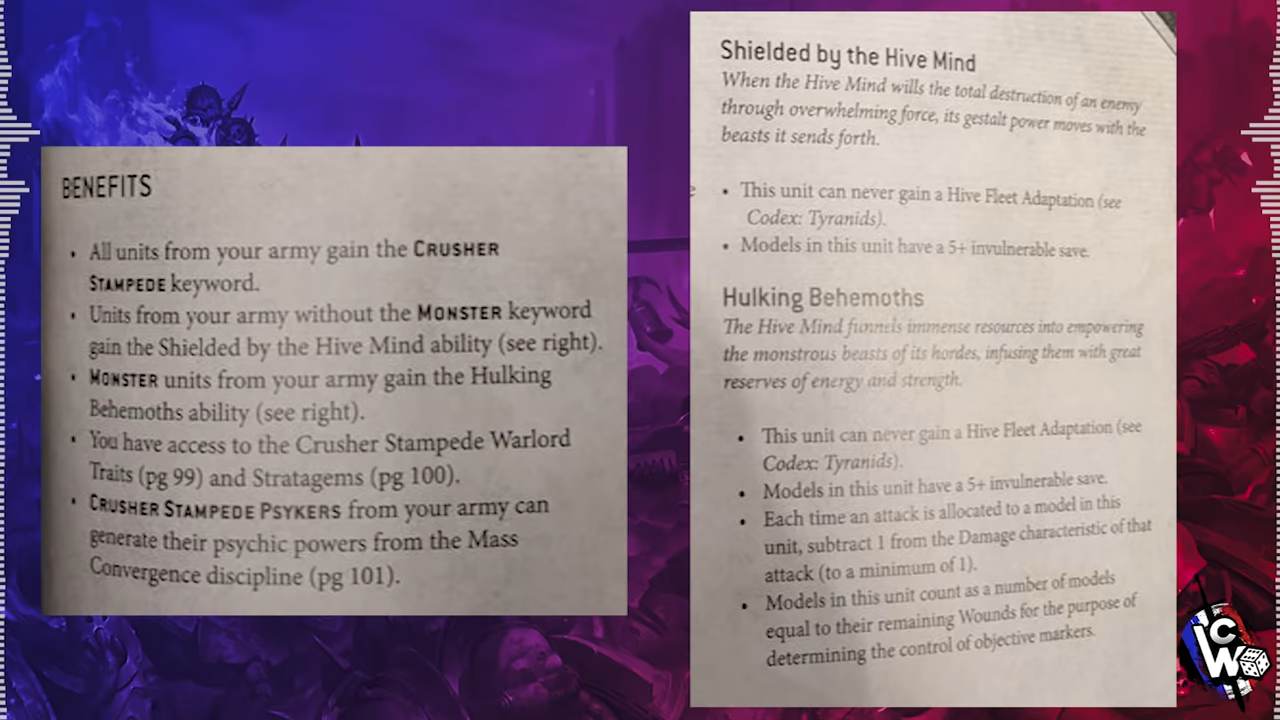 BENEFITS
• All units from your army gain the CRUSHER
STAMPEDE keyword.
• Units from your army without the MONSTER keyword
gain the Shielded by the Hive Mind ability (see right).
• MONSTER units from your army gain the Hulking
Behemoths ability (see right).
• You have access to the Crusher Stampede Warlord
Traits (pg 99) and Stratagems (pg 100).
• CRUSHER STAMPEDE PSYKERS from your army can
generate their psychic powers from the Mass
Convergence discipline (pg 101).
Shielded by the Hive Mind
When the Hive Mind wills the total destruction of an enemy
through overwhelming force, its gestalt power moves with the
beasts it sends forth.
• This unit can never gain a Hive Fleet Adaptation (see
Codex: Tyranids).
• Models in this unit have a 5+ invulnerable save.
Hulking Behemoths
The Hive Mind funnels immense resources into empowering
the monstrous beasts of its hordes, infusing them with great
reserves of energy and strength.
• This unit can never gain a Hive Fleet Adaptation (see
Codex: Tyranids).
• Models in this unit have a 5+ invulnerable save.
• Each time an attack is allocated to a model in this
unit, subtract 1 from the Damage characteristic of that
attack (to a minimum of 1).
• Models in this unit count as a number of models
equal to their remaining Wounds for the purpose of
determining the control of objective markers.
CW